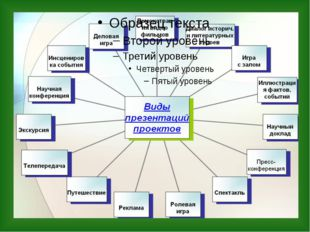 Образец текста
– Второй уровень
– Третий уровень
• Четвертый уровень
– Пятый уровень
Деловая
игра
фильмов
и литературных
Игра
с залом
Инсцениров
ка события
Иллюстраци
я фактов,
события
Научная
конференция
Виды
презентаций
проектов
Научный
доклад
Экскурсия
Пресс-
конференция
Телепередача
Спектакль
Путешествие
Ролевая
игра
Реклама